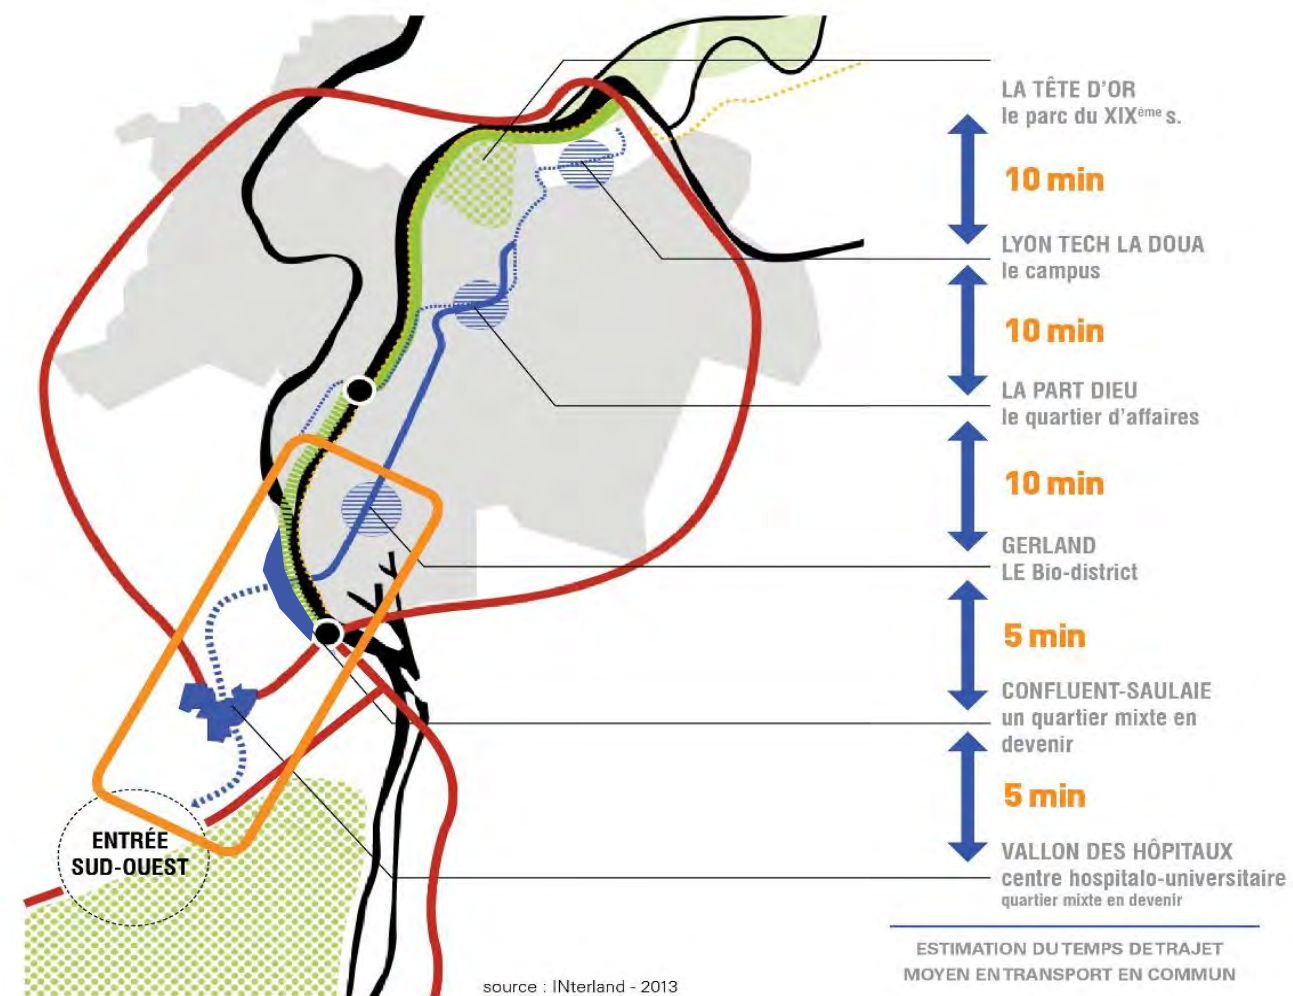 LA TÊTE D'OR
le parc du XIXème s.
10 min
LYON TECH LA DOUA
le campus
10 min
LA PART DIEU
le quartier d'affaires
10 min
GERLAND
LE Bio-district
5 min
CONFLUENT-SAULAIE
un quartier mixte en
devenir
5 min
VALLON DES HÔPITAUX
centre hospitalo-universitaire
quartier mixte en devenir
ENTRÉE
SUD-OUEST
ESTIMATION DU TEMPS DE TRAJET
MOYEN EN TRANSPORT EN COMMUN
source : INterland - 2013